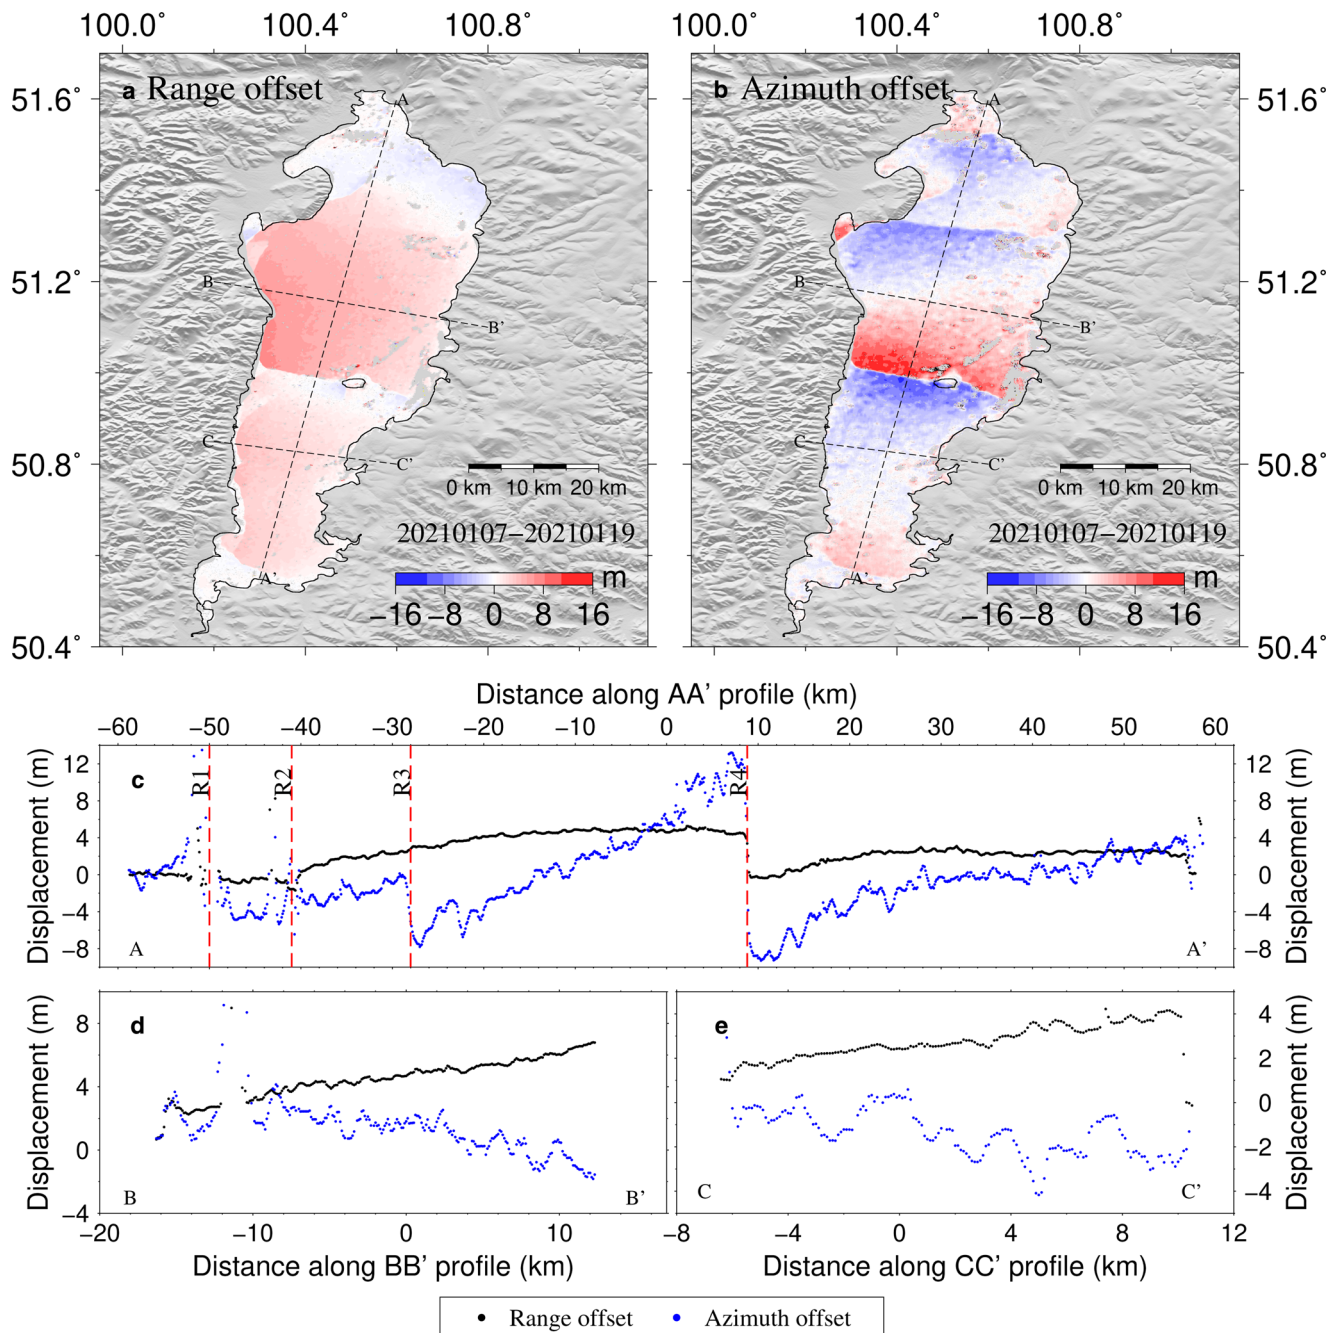 100.0° 100.4° 100.8° 100.0° 100.4° 100.8°
a Range offset
b Azimuth offset
A
A
51.6° 51.6°
B
B
51.2° 51.2°
B'
B'
C
C
50.8° 50.8°
C'
C'
0 km 10 km 20 km
0 km 10 km 20 km
20210107−20210119
20210107−20210119
A'
A'
m
m
−16 −8 0 8 16
−16 −8 0 8 16
50.4° 50.4°
Distance along AA' profile (km)
−60 −50 −40 −30 −20 −10 0 10 20 30 40 50 60
c
R1
R2
R3
R4
Displacement (m)
12
8
4
0
−4
−8
12
8
4
0
−4
−8
Displacement (m)
A
A'
d
Displacement (m)
8
4
0
−4
B
B'
−20 −10 0 10
Distance along BB' profile (km)
e
4
2
0
−2
−4
Displacement (m)
C
C'
−8 −4 0 4 8 12
Distance along CC' profile (km)
Range offset Azimuth offset